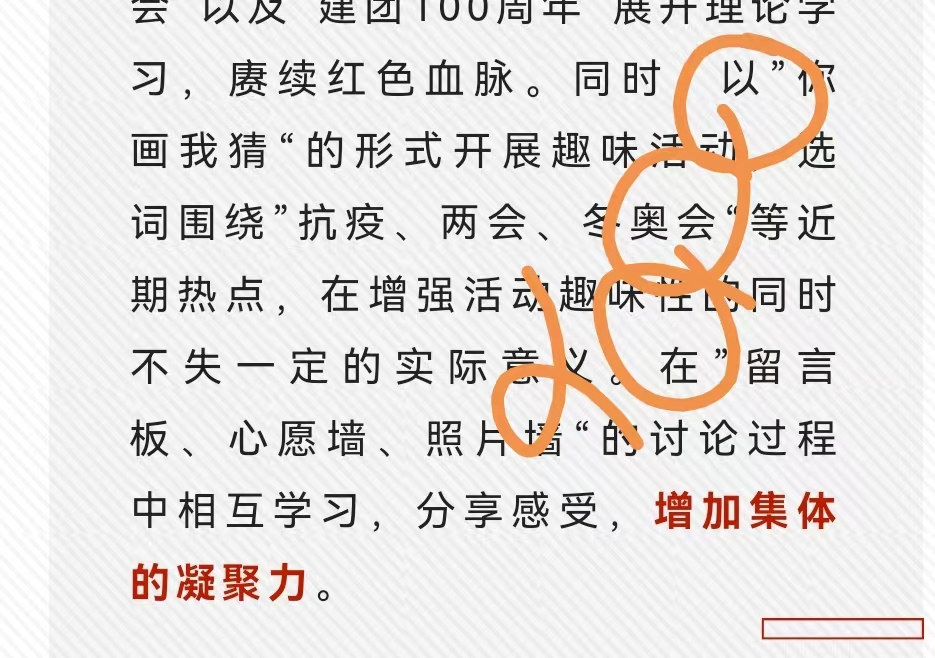 会 以及 建团100周年 展开理论学
习，赓续红色血脉。同时 以”你
画我猜“的形式开展趣味活动，选
词围绕”抗疫、两会、冬奥会“等近
期热点，在增强活动趣味性的同时
不失一定的实际意义。在”留言
板、心愿墙、照片墙“的讨论过程
中相互学习，分享感受，增加集体
的凝聚力。